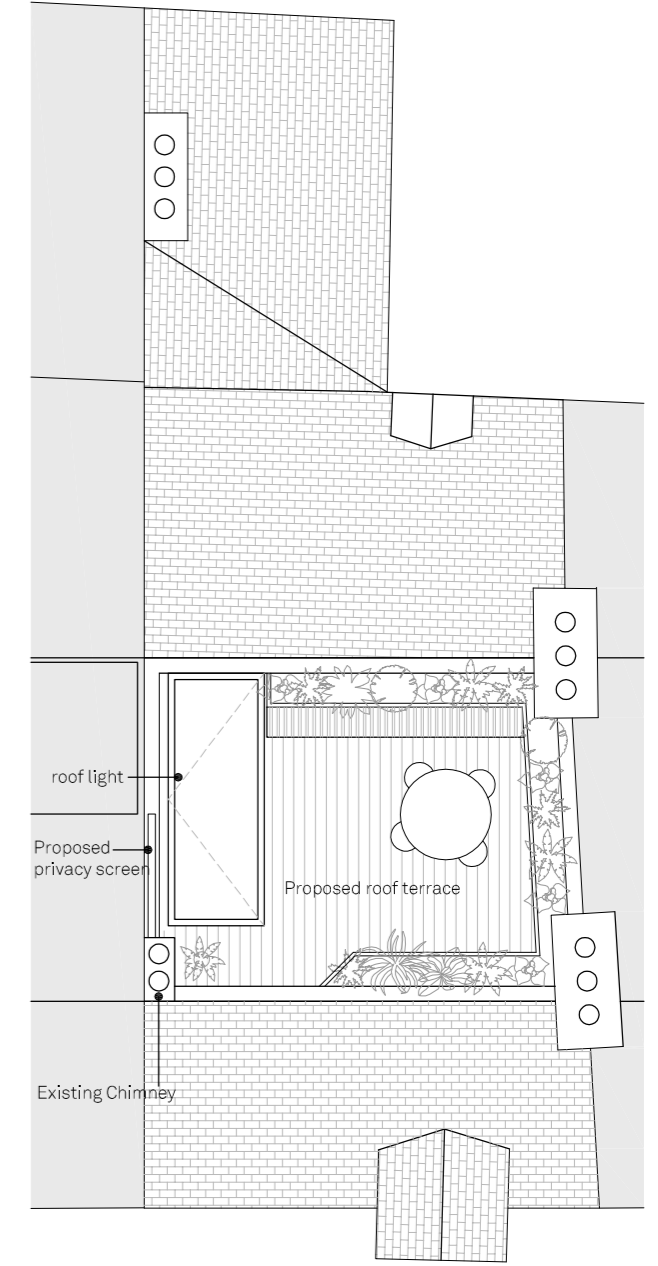 roof light
Proposed
privacy screen
Proposed roof terrace
Existing Chimney